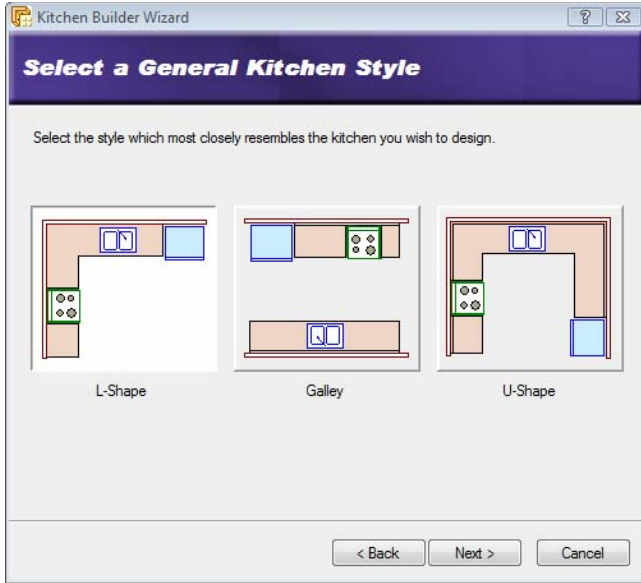 Kitchen Builder Wizard
Select a General Kitchen Style
Select the style which most closely resembles the kitchen you wish to design.
L-Shape Galley U-Shape
< Back Next > Cancel